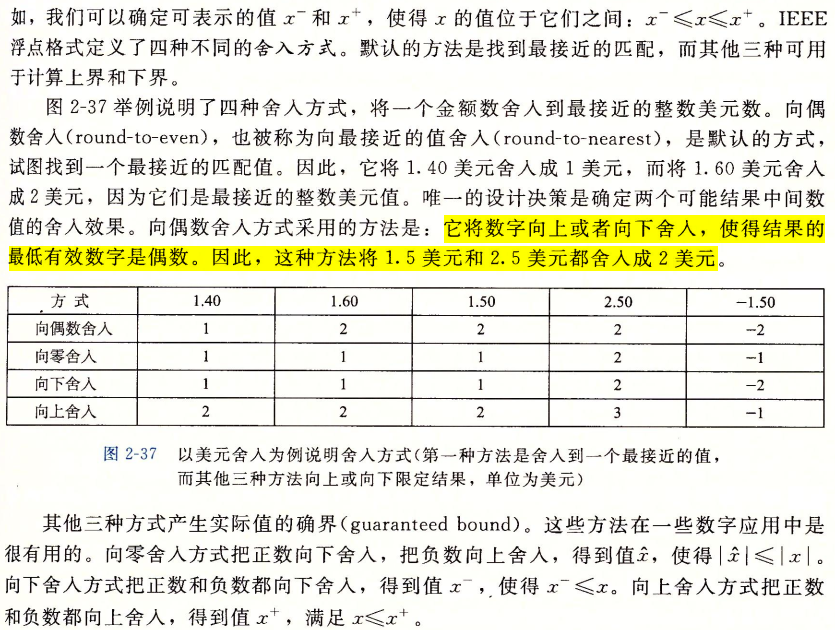 如，我们可以确定可表示的值 x⁻ 和 x⁺，使得 x 的值位于它们之间：x⁻≤x≤x⁺。IEEE
浮点格式定义了四种不同的舍入方式。默认的方法是找到最接近的匹配，而其他三种可用
于计算上界和下界。
图 2-37 举例说明了四种舍入方式，将一个金额数舍入到最接近的整数美元数。向偶
数舍入(round-to-even)，也被称为向最接近的值舍入(round-to-nearest)，是默认的方式，
试图找到一个最接近的匹配值。因此，它将 1.40 美元舍入成 1 美元，而将 1.60 美元舍入
成 2 美元，因为它们是最接近的整数美元值。唯一的设计决策是确定两个可能结果中间数
值的舍入效果。向偶数舍入方式采用的方法是：它将数字向上或者向下舍入，使得结果的
最低有效数字是偶数。因此，这种方法将 1.5 美元和 2.5 美元都舍入成 2 美元。
方式 1.40 1.60 1.50 2.50 −1.50
向偶数舍入 1 2 2 2 −2
向零舍入 1 1 1 2 −1
向下舍入 1 1 1 2 −2
向上舍入 2 2 2 3 −1
图 2-37 以美元舍入为例说明舍入方式(第一种方法是舍入到一个最接近的值，
而其他三种方法向上或向下限定结果，单位为美元)
其他三种方式产生实际值的确界(guaranteed bound)。这些方法在一些数字应用中是
很有用的。向零舍入方式把正数向下舍入，把负数向上舍入，得到值x̂，使得|x̂|≤|x|。
向下舍入方式把正数和负数都向下舍入，得到值 x⁻，使得 x⁻≤x。向上舍入方式把正数
和负数都向上舍入，得到值 x⁺，满足 x≤x⁺。